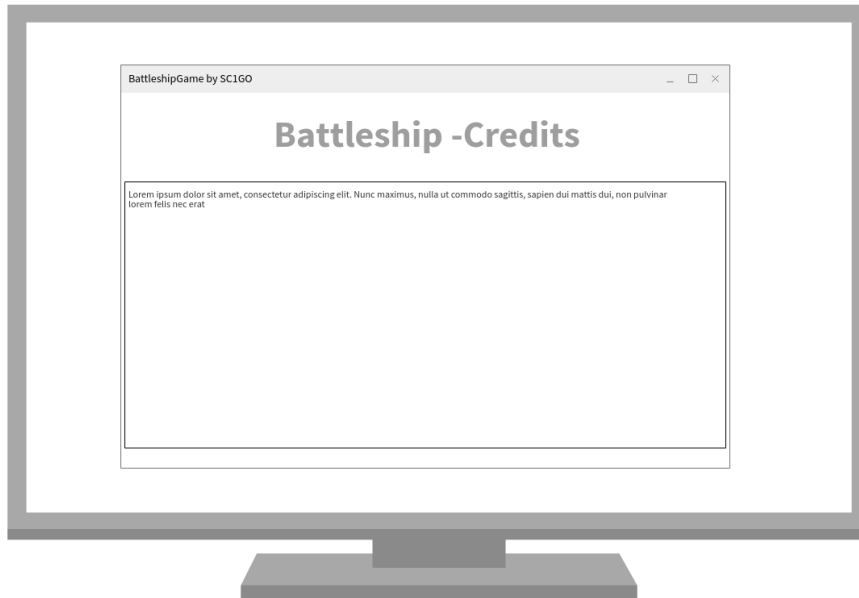 BattleshipGame by SC1GO
Battleship -Credits
Lorem ipsum dolor sit amet, consectetur adipiscing elit. Nunc maximus, nulla ut commodo sagittis, sapien dui mattis dui, non pulvinar
lorem felis nec erat